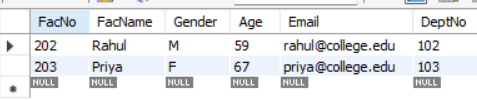 FacNo FacName Gender Age Email DeptNo
202 Rahul M 59 rahul@college.edu 102
203 Priya F 67 priya@college.edu 103
NULL NULL NULL NULL NULL NULL